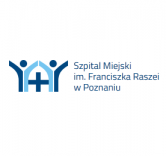 Szpital Miejski
im. Franciszka Raszei
w Poznaniu